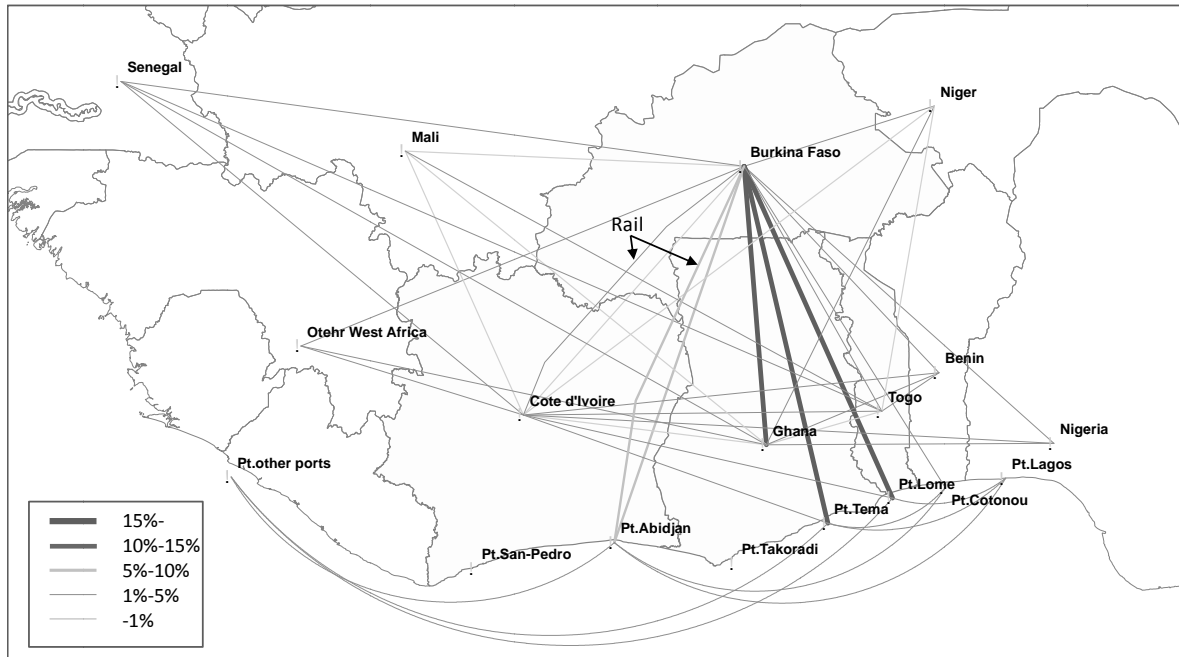 Senegal
Niger
Mali
Burkina Faso
Rail
Otehr West Africa
Benin
Cote d'Ivoire
Togo
Ghana
Nigeria
Pt.other ports
Pt.Lagos
Pt.Lome
Pt.Cotonou
Pt.Tema
Pt.Abidjan
Pt.Takoradi
Pt.San-Pedro
15%-
10%-15%
5%-10%
1%-5%
-1%